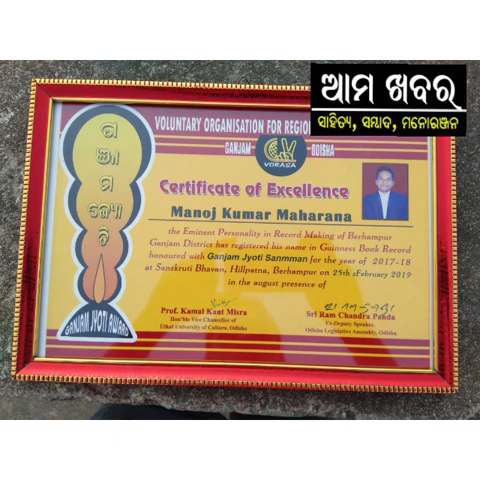 ଆମ ଖବର
ସାହିତ୍ୟ, ସମ୍ବାଦ, ମନୋରଞ୍ଜନ
VOLUNTARY ORGANISATION FOR REGION
GANJAM ODISHA
VORACA
ଗ
ଞ୍ଜା
ମ
ଜ୍ୟୋ
ତି
GANJAM JYOTI AWARD
Certificate of Excellence
Manoj Kumar Maharana
the Eminent Personality in Record Making of Berhampur
Ganjam District has registered his name in Guinness Book Record
honoured with Ganjam Jyoti Sanmman for the year of 2017-18
at Sanskruti Bhavan, Hillpatna, Berhampur on 25th aFebruary 2019
in the august presence of
Prof. Kamal Kant Misra
Hon'ble Vice Chancellor of
Utkal University of Culture, Odisha
Sri Ram Chandra Panda
Ex-Deputy Speaker,
Odisha Legislative Assembly, Odisha